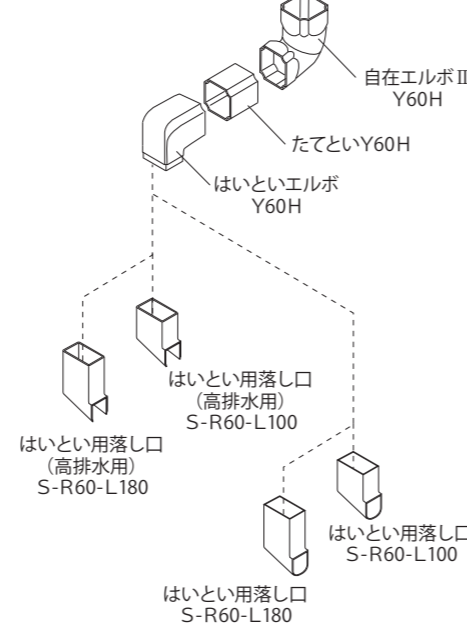 自在エルボⅡ
Y60H
たてといY60H
はいといエルボ
Y60H
はいとい用落し口
(高排水用)
S-R60-L100
はいとい用落し口
(高排水用)
S-R60-L180
はいとい用落し口
S-R60-L100
はいとい用落し口
S-R60-L180